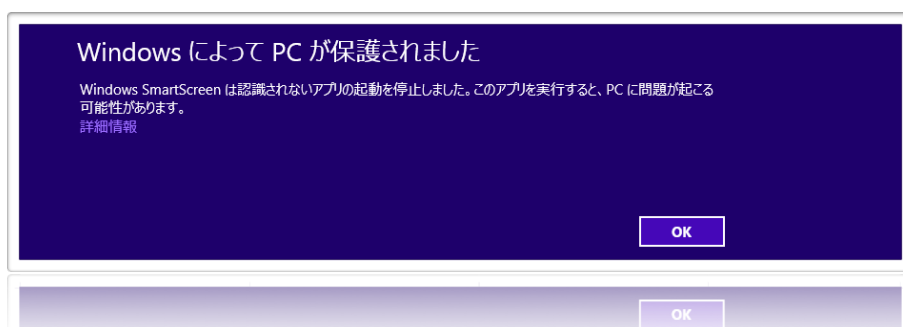 Windows によって PC が保護されました
Windows SmartScreen は認識されないアプリの起動を停止しました。このアプリを実行すると、PC に問題が起こる
可能性があります。
詳細情報
OK
OK